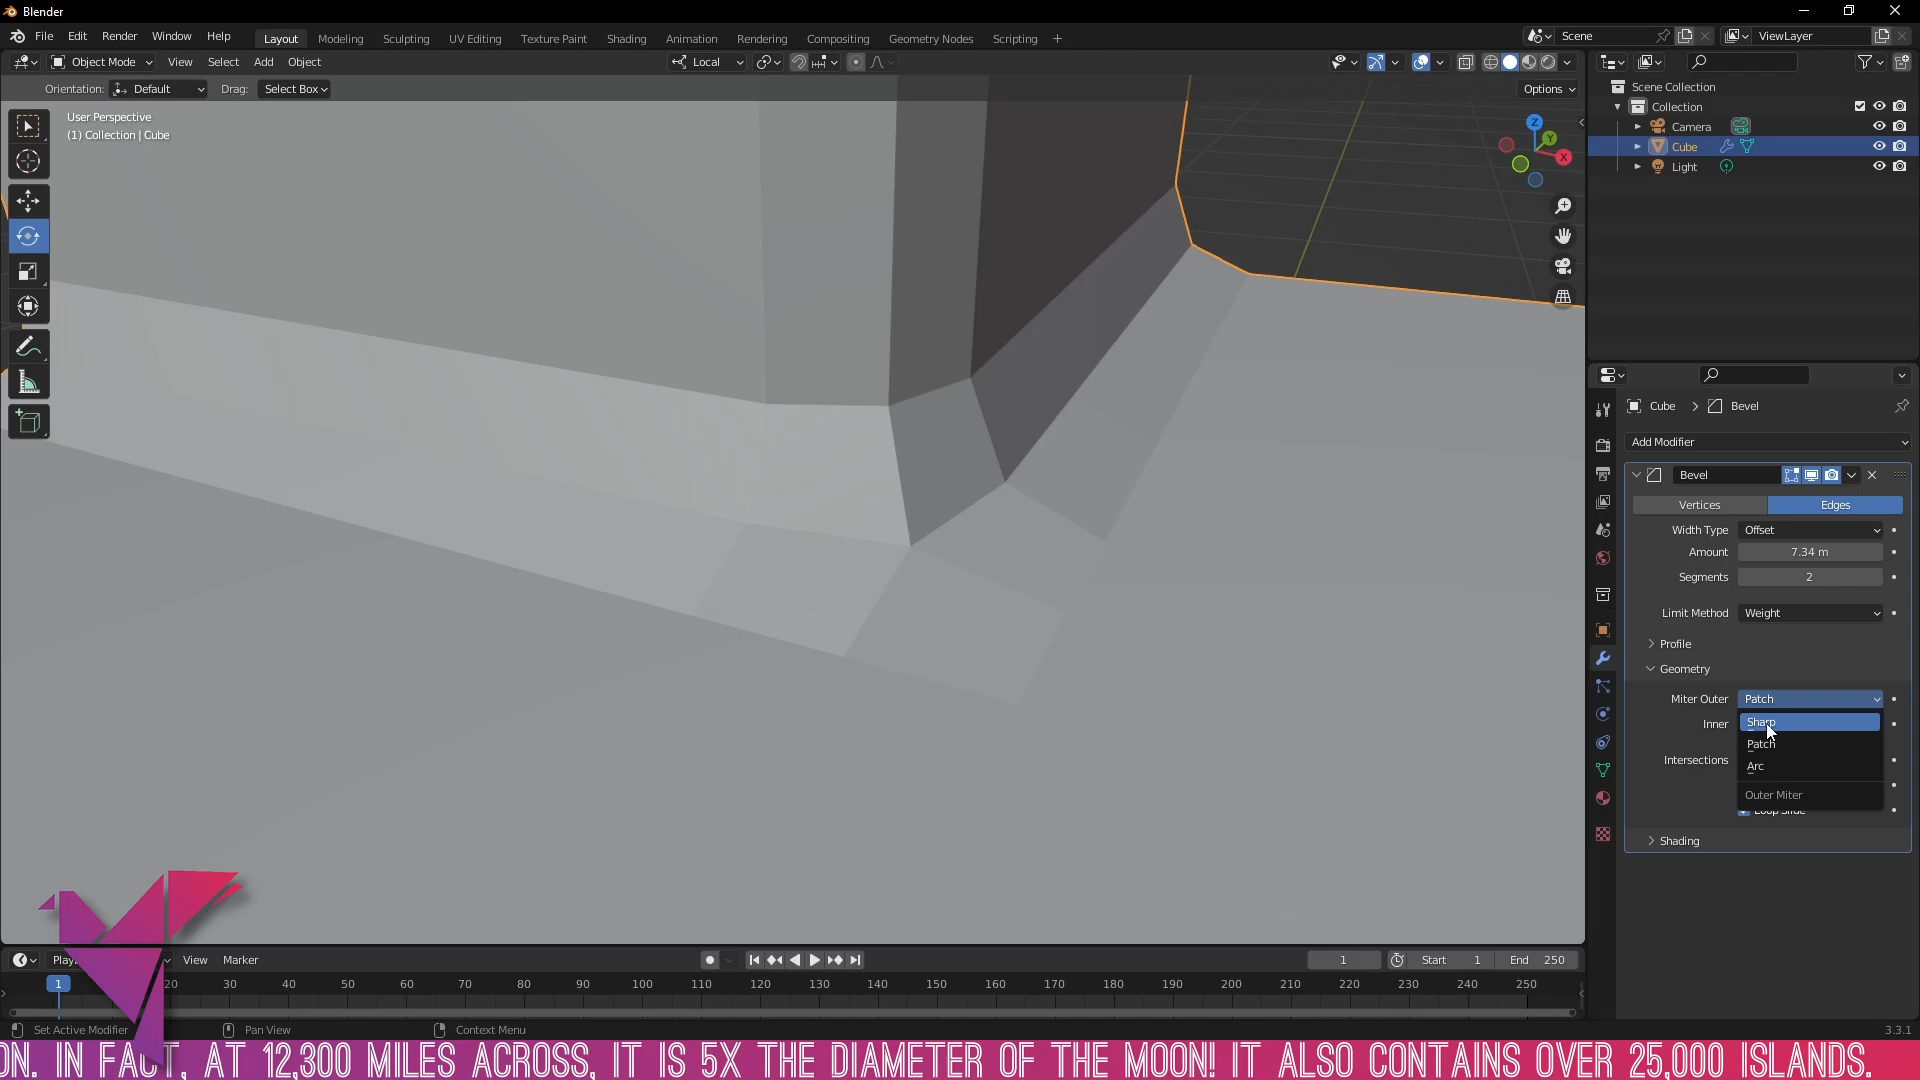 Blender
File Edit Render Window Help Layout Modeling Sculpting UV Editing Texture Paint Shading Animation Rendering Compositing Geometry Nodes Scripting + Scene ViewLayer
Object Mode View Select Add Object Local
Orientation: Default Drag: Select Box Options
User Perspective
(1) Collection | Cube
Z
Y
X
Scene Collection
Collection
Camera
Cube
Light
Cube > Bevel
Add Modifier
Bevel
Vertices Edges
Width Type Offset
Amount 7.34 m
Segments 2
Limit Method Weight
Profile
Geometry
Miter Outer Patch
Inner Sharp
Patch
Intersections Arc
Outer Miter
Loop Slide
Shading
View Marker 1 Start 1 End 250
1 20 30 40 50 60 70 80 90 100 110 120 130 140 150 160 170 180 190 200 210 220 230 240 250
Set Active Modifier Pan View Context Menu 3.3.1
ON. IN FACT, AT 12,300 MILES ACROSS, IT IS 5X THE DIAMETER OF THE MOON! IT ALSO CONTAINS OVER 25,000 ISLANDS.